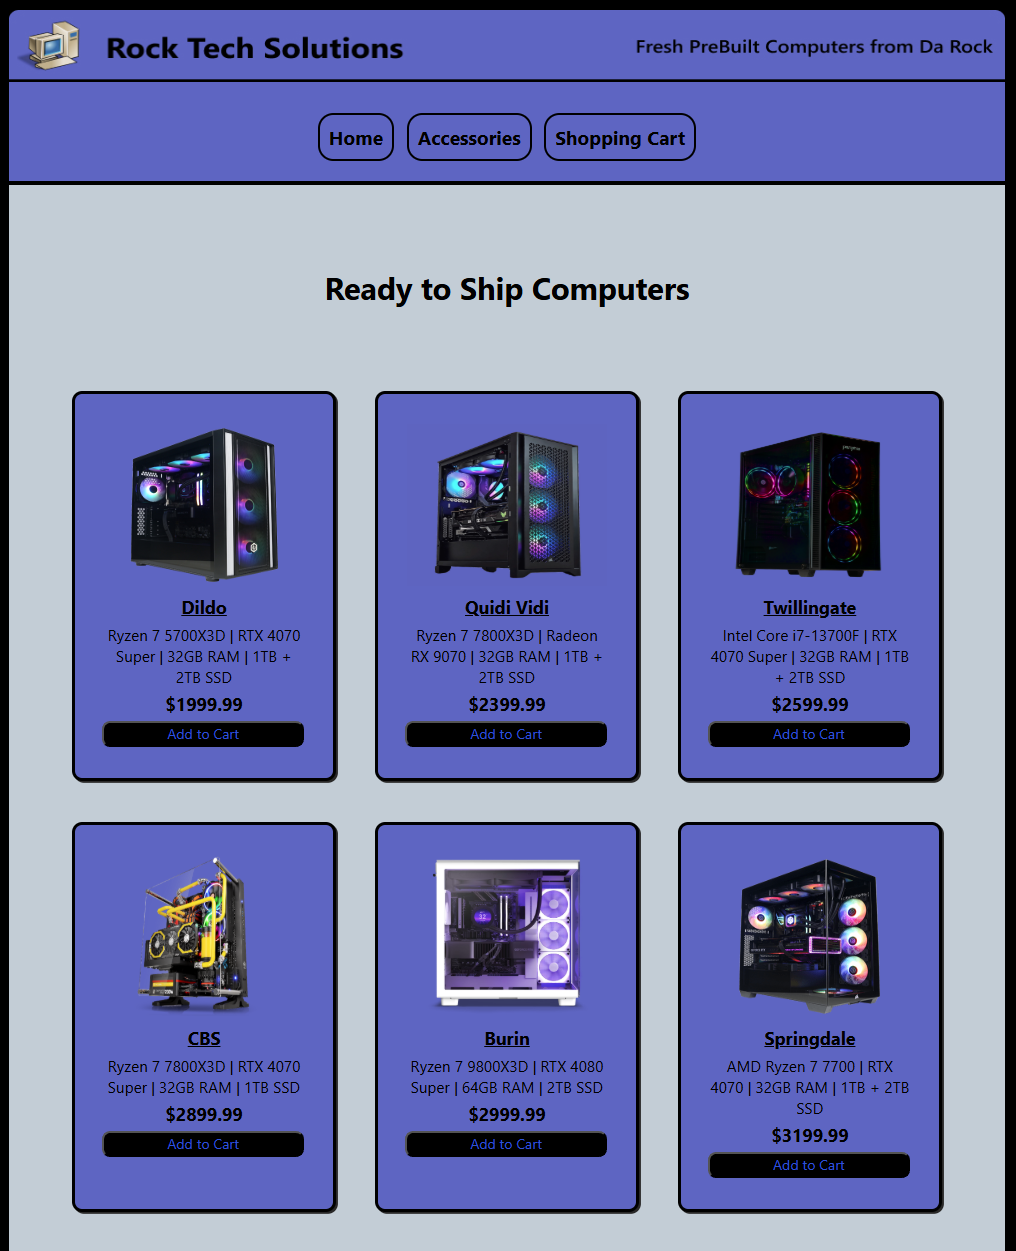 Rock Tech Solutions
Fresh PreBuilt Computers from Da Rock
Home
Accessories
Shopping Cart
Ready to Ship Computers
Dildo
Ryzen 7 5700X3D | RTX 4070
Super | 32GB RAM | 1TB +
2TB SSD
$1999.99
Add to Cart
Quidi Vidi
Ryzen 7 7800X3D | Radeon
RX 9070 | 32GB RAM | 1TB +
2TB SSD
$2399.99
Add to Cart
Twillingate
Intel Core i7-13700F | RTX
4070 Super | 32GB RAM | 1TB
+ 2TB SSD
$2599.99
Add to Cart
CBS
Ryzen 7 7800X3D | RTX 4070
Super | 32GB RAM | 1TB SSD
$2899.99
Add to Cart
32
Burin
Ryzen 7 9800X3D | RTX 4080
Super | 64GB RAM | 2TB SSD
$2999.99
Add to Cart
Springdale
AMD Ryzen 7 7700 | RTX
4070 | 32GB RAM | 1TB + 2TB
SSD
$3199.99
Add to Cart